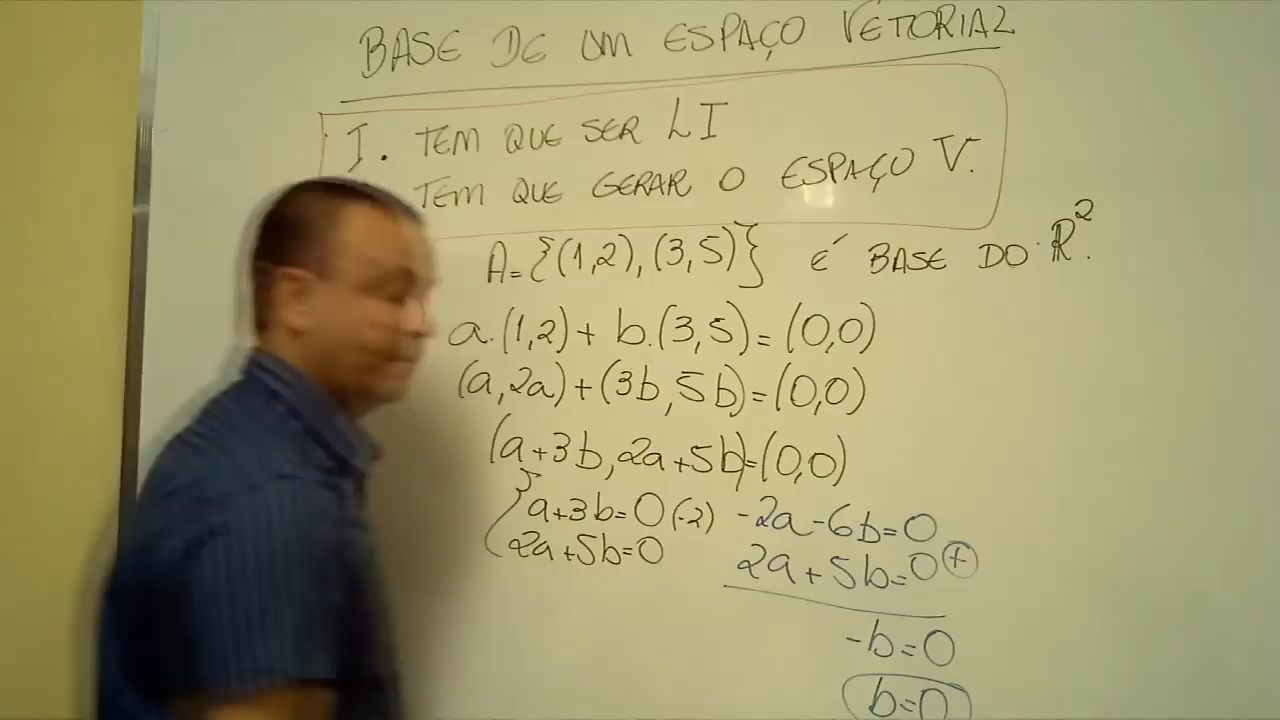 BASE DE UM ESPAÇO VETORIAL
I. TEM QUE SER LI
TEM QUE GERAR O ESPAÇO V.
A={(1,2),(3,5)} É BASE DO R².
a.(1,2)+b.(3,5)=(0,0)
(a,2a)+(3b,5b)=(0,0)
(a+3b,2a+5b)=(0,0)
{a+3b=0(-2)
2a+5b=0
-2a-6b=0
2a+5b=0 (+)
-b=0
b=0